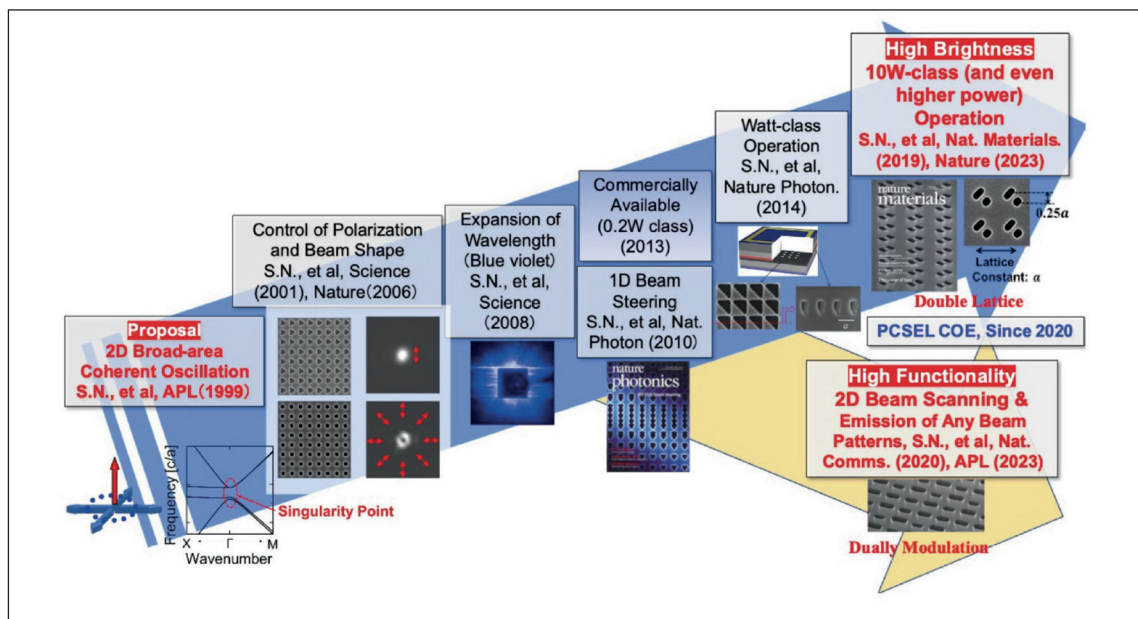 Proposal
2D Broad-area
Coherent Oscillation
S.N., et al, APL(1999)
Frequency [c/a]
X
Γ
M
Wavenumber
Singularity Point
Control of Polarization
and Beam Shape
S.N., et al, Science
(2001), Nature(2006)
Expansion of
Wavelength
(Blue violet)
S.N., et al,
Science
(2008)
Commercially
Available
(0.2W class)
(2013)
1D Beam
Steering
S.N., et al, Nat.
Photon (2010)
nature
photonics
Watt-class
Operation
S.N., et al,
Nature Photon.
(2014)
a
High Brightness
10W-class (and even
higher power)
Operation
S.N., et al, Nat. Materials.
(2019), Nature (2023)
nature
materials
0.25a
Lattice
Constant: a
Double Lattice
PCSEL COE, Since 2020
High Functionality
2D Beam Scanning &
Emission of Any Beam
Patterns, S.N., et al, Nat.
Comms. (2020), APL (2023)
Dually Modulation